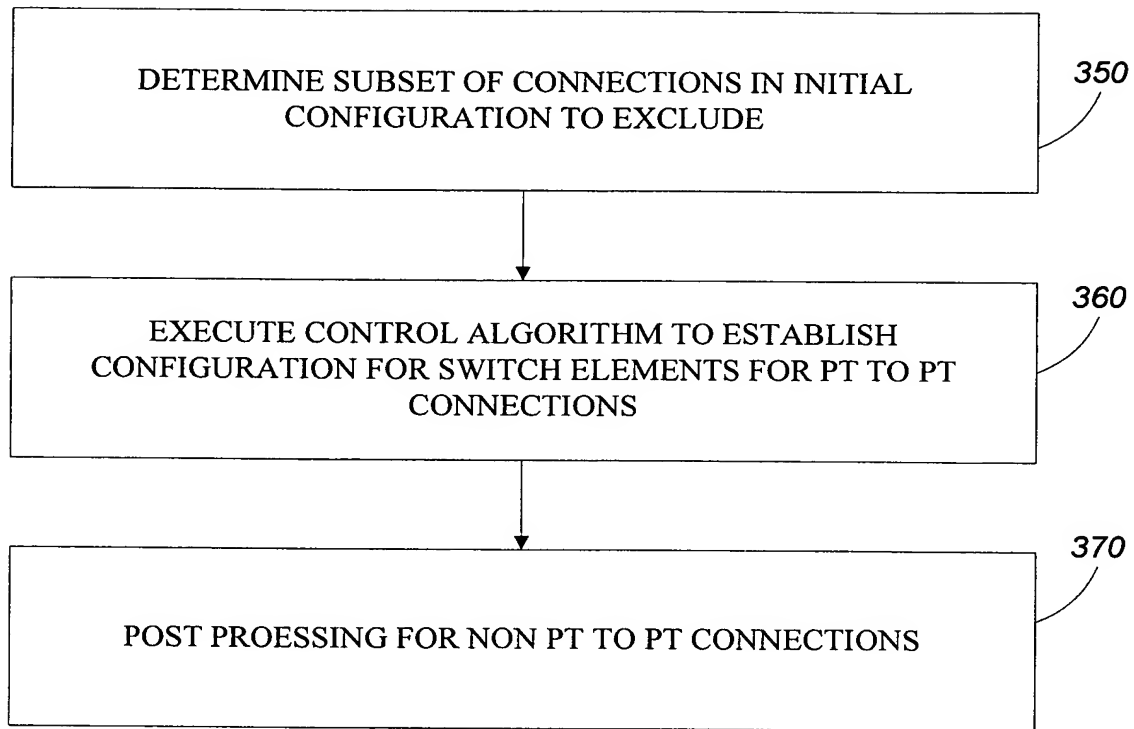 DETERMINE SUBSET OF CONNECTIONS IN INITIAL
CONFIGURATION TO EXCLUDE
350
EXECUTE CONTROL ALGORITHM TO ESTABLISH
CONFIGURATION FOR SWITCH ELEMENTS FOR PT TO PT
CONNECTIONS
360
POST PROESSING FOR NON PT TO PT CONNECTIONS
370